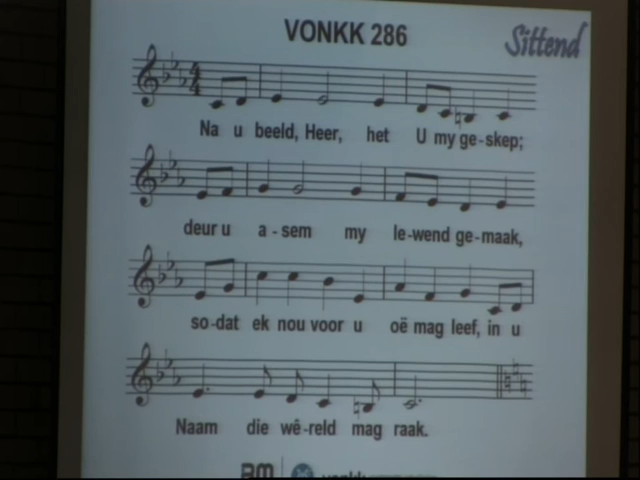 VONKK 286
Sittend
Na u beeld, Heer, het U my ge-skep;
deur u a-sem my le-wend ge-maak,
so-dat ek nou voor u oë mag leef, in u
Naam die wê-reld mag raak.